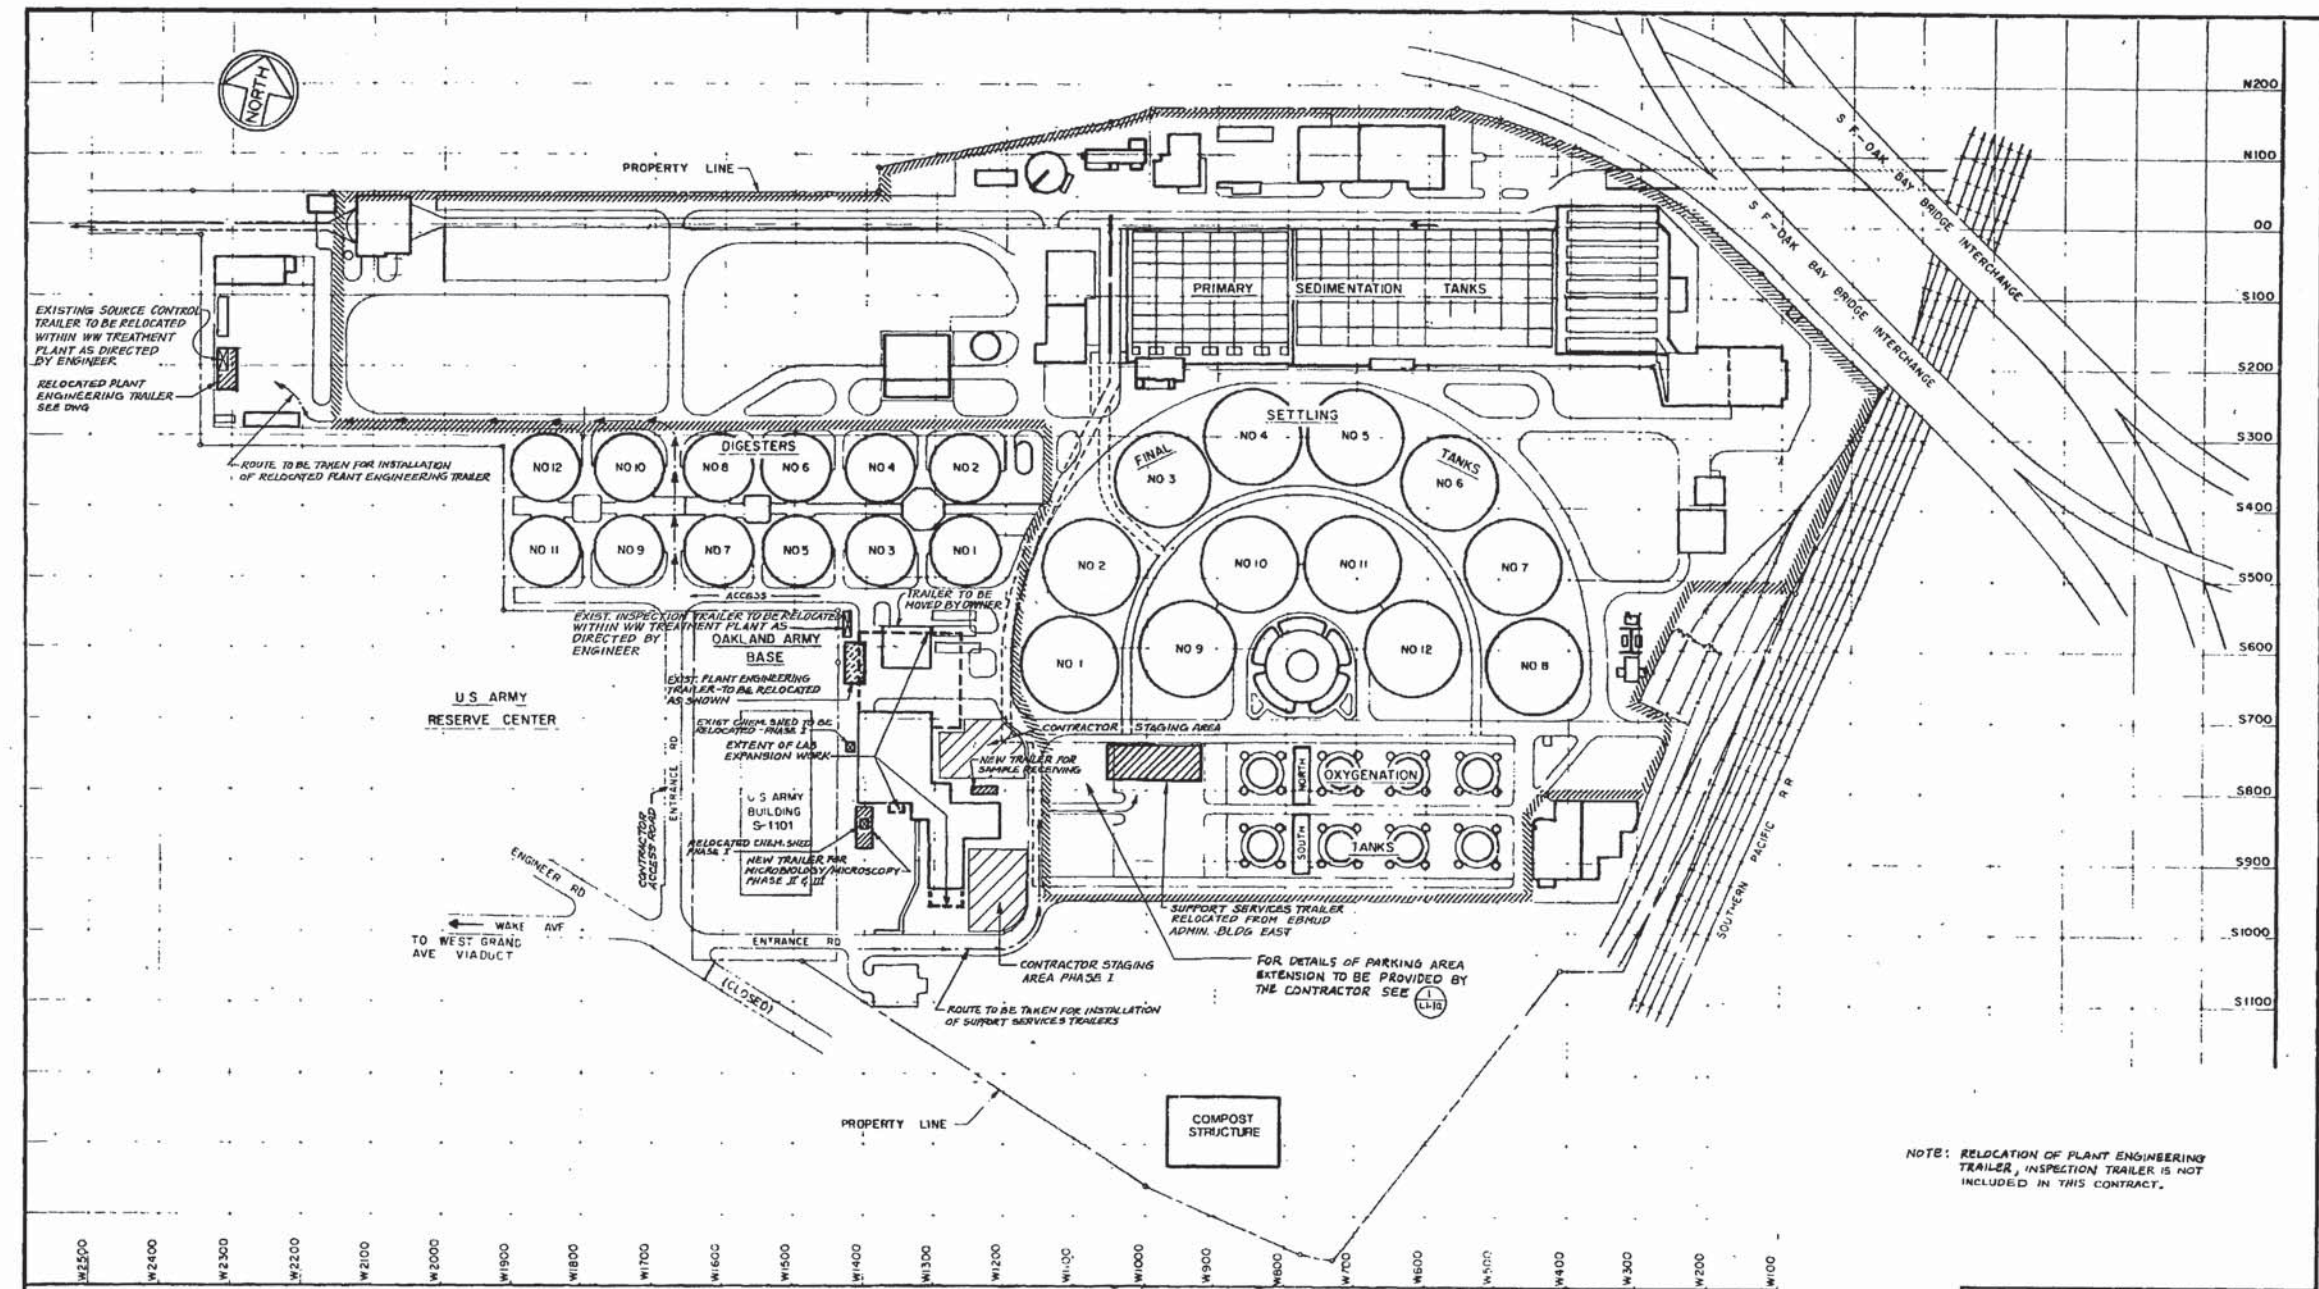 NORTH
N200
N100
00
S100
S200
S300
S400
S500
S600
S700
S800
S900
S1000
S1100
S F-OAK BAY BRIDGE INTERCHANGE
S F-OAK BAY BRIDGE INTERCHANGE
PROPERTY LINE
PRIMARY SEDIMENTATION TANKS
EXISTING SOURCE CONTROL
TRAILER TO BE RELOCATED
WITHIN WW TREATMENT
PLANT AS DIRECTED
BY ENGINEER
RELOCATED PLANT
ENGINEERING TRAILER
SEE DWG
ROUTE TO BE TAKEN FOR INSTALLATION
OF RELOCATED PLANT ENGINEERING TRAILER
DIGESTERS
NO 12
NO 10
NO 8
NO 6
NO 4
NO 2
NO 11
NO 9
NO 7
NO 5
NO 3
NO 1
FINAL
SETTLING
TANKS
NO 4
NO 5
NO 3
NO 6
NO 2
NO 10
NO 11
NO 7
NO 1
NO 9
NO 12
NO 8
ACCESS
TRAILER TO BE
MOVED BY OWNER
EXIST. INSPECTION TRAILER TO BE RELOCATED
WITHIN WW TREATMENT PLANT AS
DIRECTED BY
ENGINEER
OAKLAND ARMY
BASE
EXIST. PLANT ENGINEERING
TRAILER-TO BE RELOCATED
AS SHOWN
U S ARMY
RESERVE CENTER
EXIST CHEM. SHED TO BE
RELOCATED - PHASE I
EXTENT OF LAB
EXPANSION WORK
CONTRACTOR STAGING AREA
NEW TRAILER FOR
SAMPLE RECEIVING
OXYGENATION
TANKS
NORTH
SOUTH
ENTRANCE RD
CONTRACTOR
ACCESS ROAD
U S ARMY
BUILDING
S-1101
RELOCATED CHEM. SHED
PHASE I
NEW TRAILER FOR
MICROBIOLOGY/MICROSCOPY
PHASE II & III
ENGINEER RD
WAKE AVE
TO WEST GRAND
AVE VIADUCT
(CLOSED)
ENTRANCE RD
SUPPORT SERVICES TRAILER
RELOCATED FROM EBMUD
ADMIN. BLDG EAST
CONTRACTOR STAGING
AREA PHASE I
ROUTE TO BE TAKEN FOR INSTALLATION
OF SUPPORT SERVICES TRAILERS
FOR DETAILS OF PARKING AREA
EXTENSION TO BE PROVIDED BY
THE CONTRACTOR SEE
1
SOUTHERN PACIFIC R R
PROPERTY LINE
COMPOST
STRUCTURE
NOTE: RELOCATION OF PLANT ENGINEERING
TRAILER, INSPECTION TRAILER IS NOT
INCLUDED IN THIS CONTRACT.
W2500
W2400
W2300
W2200
W2100
W2000
W1900
W1800
W1700
W1600
W1500
W1400
W1300
W1200
W1100
W1000
W900
W800
W700
W600
W500
W400
W300
W200
W100